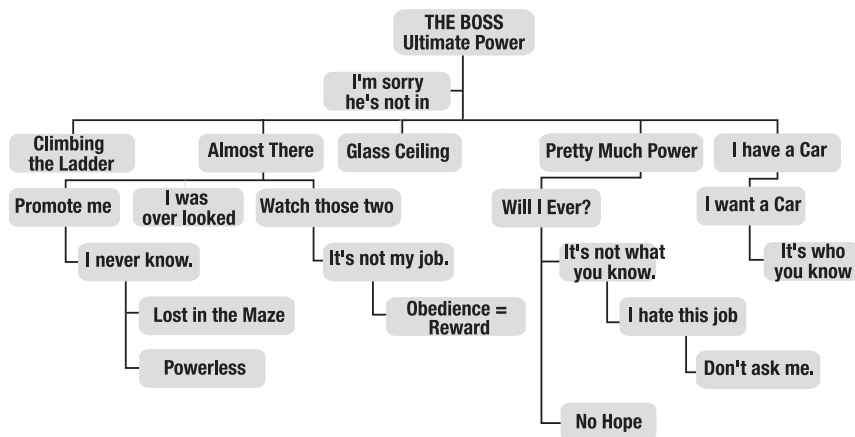 THE BOSS
Ultimate Power
I'm sorry
he's not in
Climbing
the Ladder
Almost There
Glass Ceiling
Pretty Much Power
I have a Car
Promote me
I was
over looked
Watch those two
Will I Ever?
I want a Car
I never know.
It's not my job.
It's not what
you know.
It's who
you know
Lost in the Maze
Obedience =
Reward
I hate this job
Powerless
Don't ask me.
No Hope